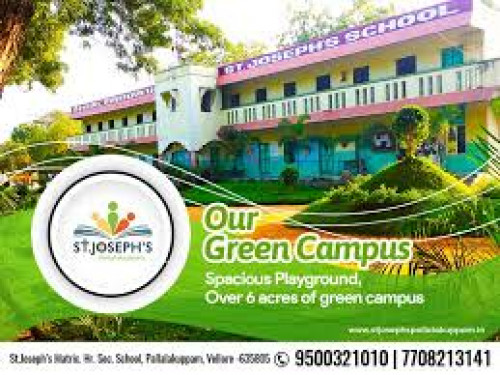 ST.JOSEPH'S SCHOOL
ST.JOSEPH'S
Our
Green Campus
Spacious Playground,
Over 6 acres of green campus
www.stjosephspallalakuppam.in
St.Joseph's Matric. Hr. Sec. School, Pallalakuppam, Vellore -635805 9500321010 | 7708213141